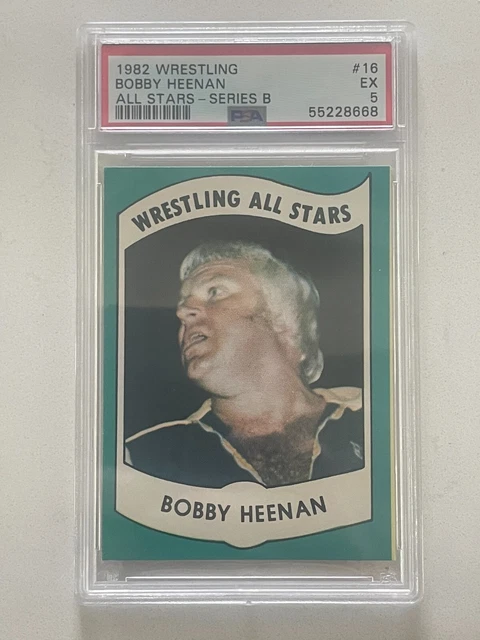 1982 WRESTLING #16
BOBBY HEENAN EX
ALL STARS - SERIES B 5
PSA 55228668
WRESTLING ALL STARS
BOBBY HEENAN